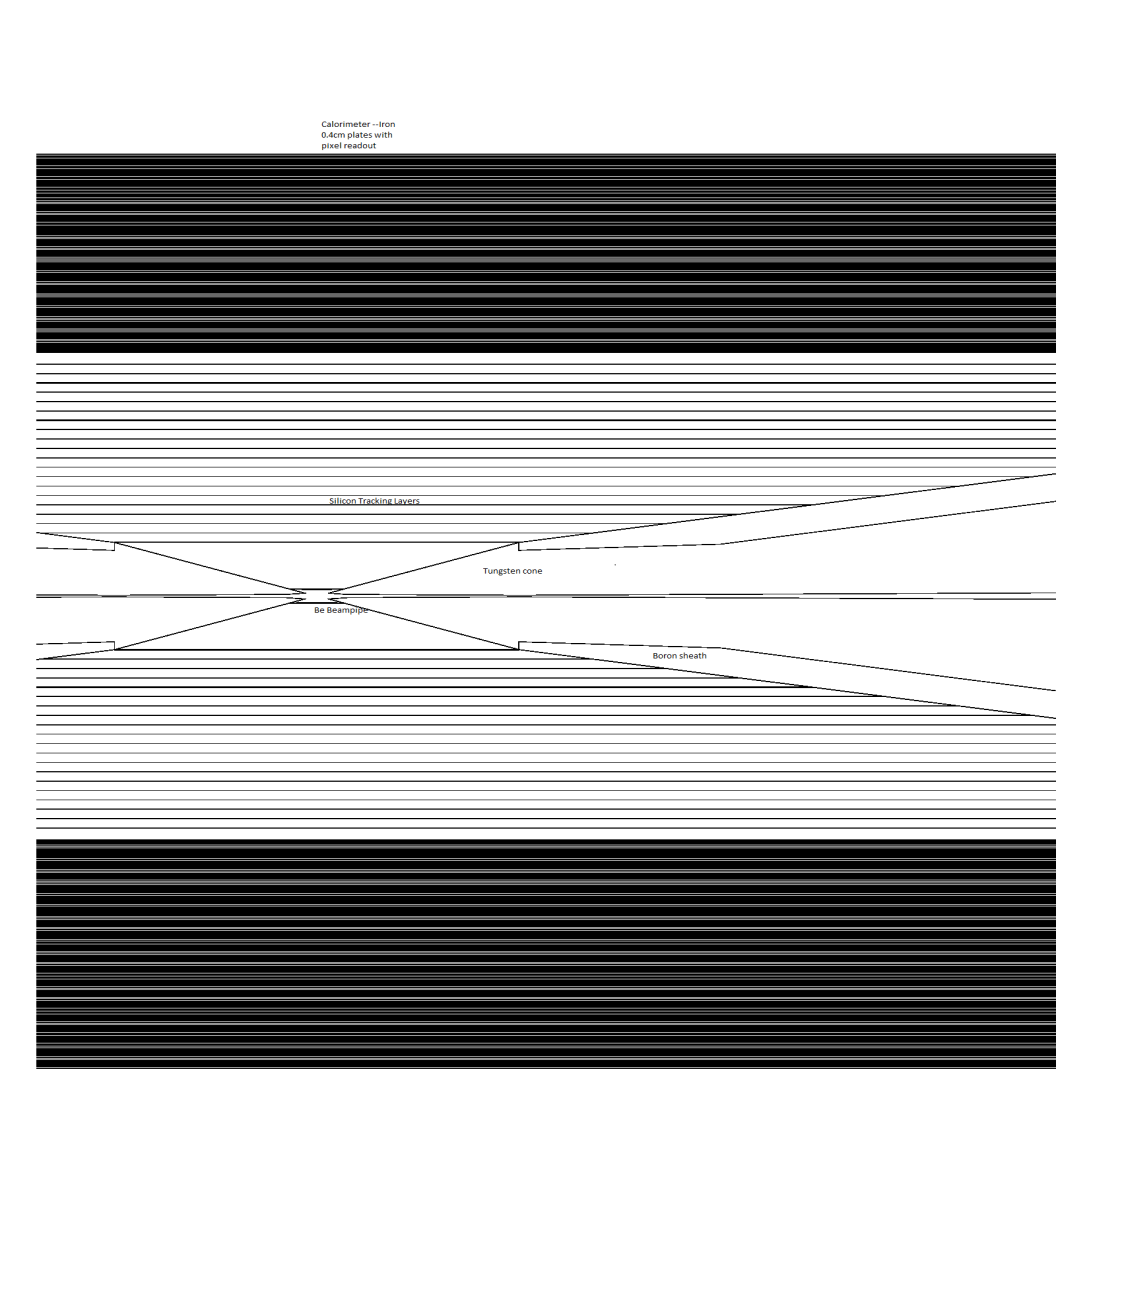 Calorimeter --Iron
0.4cm plates with
pixel readout
Silicon Tracking Layers
Tungsten cone
Be Beampipe
Boron sheath